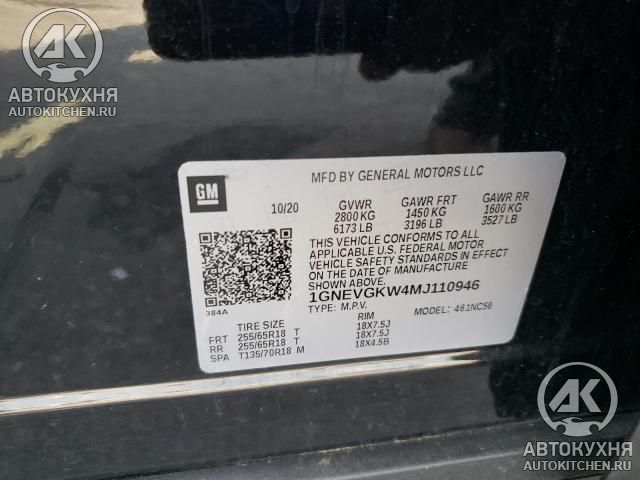 АК
АВТОКУХНЯ
AUTOKITCHEN.RU
GM
MFD BY GENERAL MOTORS LLC
10/20
GVWR GAWR FRT GAWR RR
2800 KG 1450 KG 1600 KG
6173 LB 3196 LB 3527 LB
THIS VEHICLE CONFORMS TO ALL
APPLICABLE U.S. FEDERAL MOTOR
VEHICLE SAFETY STANDARDS IN EFFECT
ON THE DATE OF MANUFACTURE
SHOWN ABOVE.
1GNEVGKW4MJ110946
384A
TYPE: M.P.V. MODEL: 461NC56
TIRE SIZE RIM
FRT 255/65R18 T 18X7.5J
RR 255/65R18 T 18X7.5J
SPA T135/70R18 M 18X4.5B
АК
АВТОКУХНЯ
AUTOKITCHEN.RU